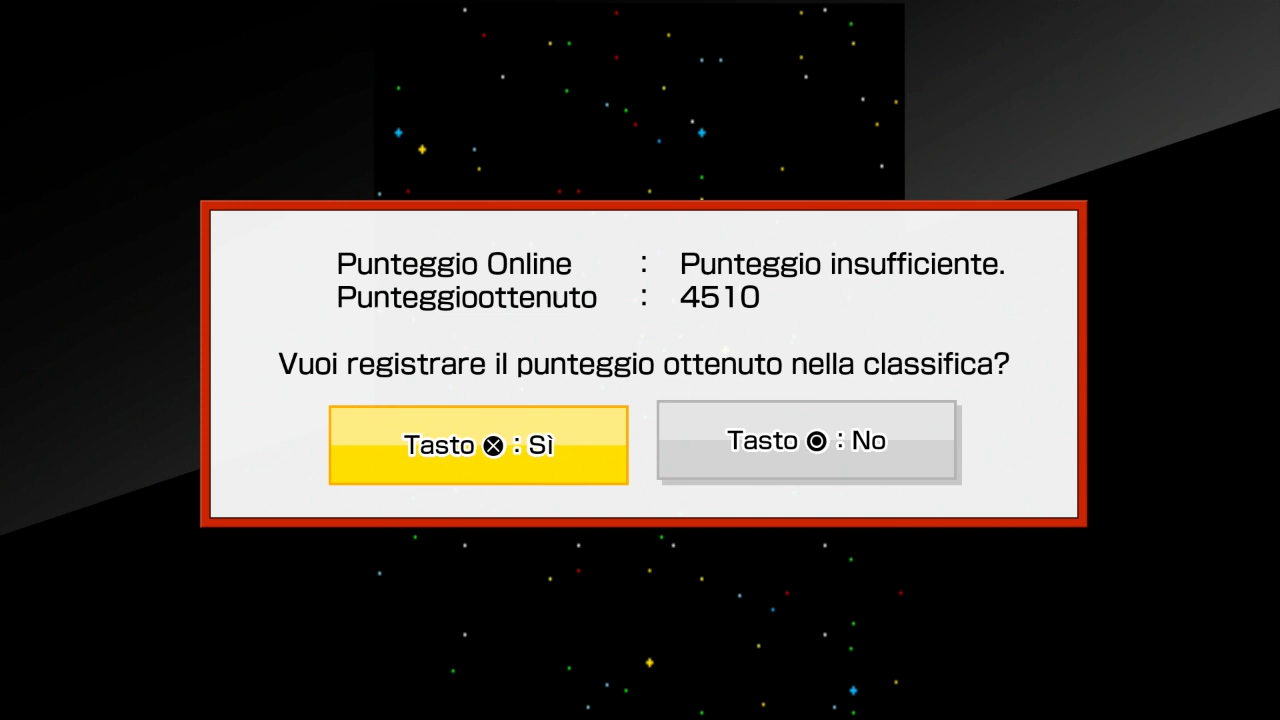 Punteggio Online : Punteggio insufficiente.
Punteggioottenuto : 4510
Vuoi registrare il punteggio ottenuto nella classifica?
Tasto ⊗ : Sì
Tasto ◉ : No